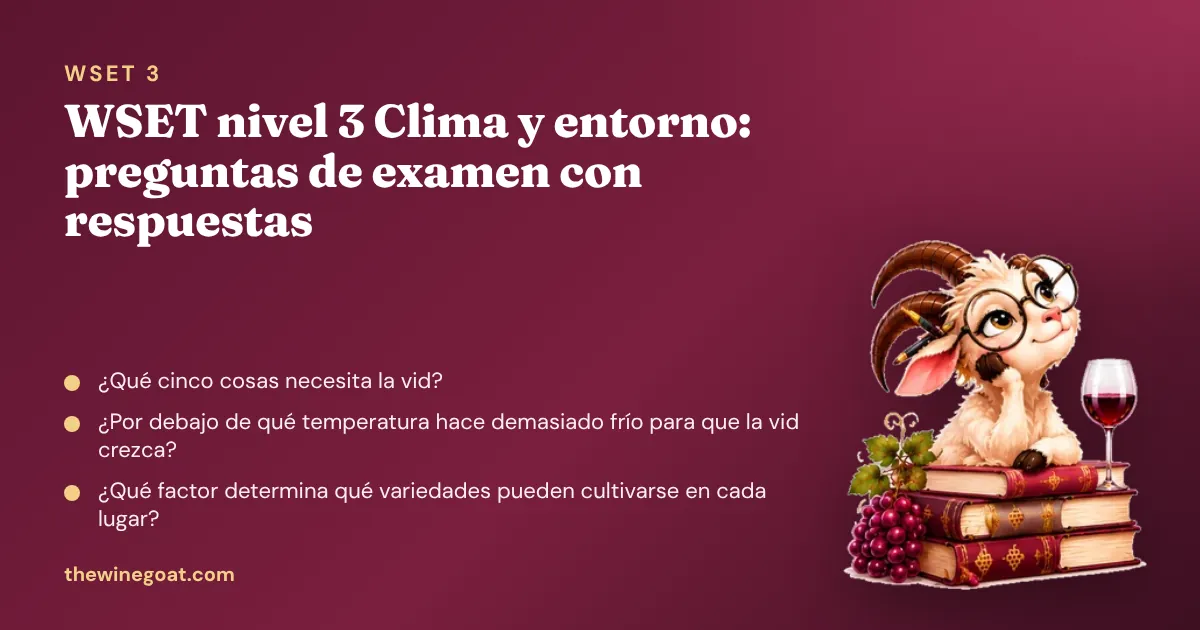 WSET 3
WSET nivel 3 Clima y entorno:
preguntas de examen con
respuestas
¿Qué cinco cosas necesita la vid?
¿Por debajo de qué temperatura hace demasiado frío para que la vid
crezca?
¿Qué factor determina qué variedades pueden cultivarse en cada
lugar?
thewinegoat.com